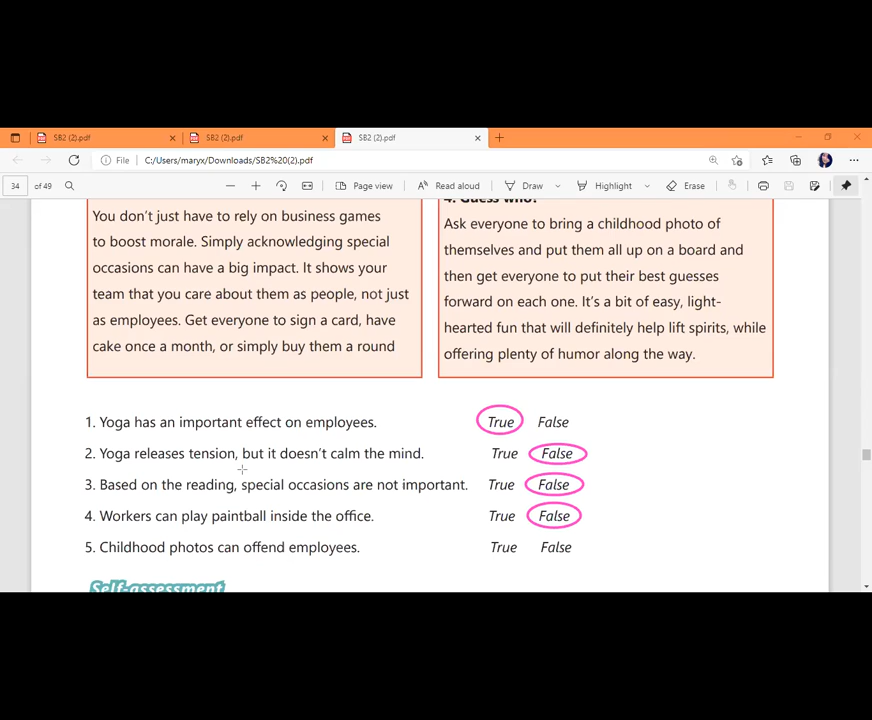 SB2 (2).pdf
SB2 (2).pdf
SB2 (2).pdf
File
C:/Users/maryx/Downloads/SB2%20(2).pdf
34 of 49
Page view
Read aloud
Draw
Highlight
Erase
You don't just have to rely on business games
to boost morale. Simply acknowledging special
occasions can have a big impact. It shows your
team that you care about them as people, not just
as employees. Get everyone to sign a card, have
cake once a month, or simply buy them a round
4. Guess who?
Ask everyone to bring a childhood photo of
themselves and put them all up on a board and
then get everyone to put their best guesses
forward on each one. It's a bit of easy, light-
hearted fun that will definitely help lift spirits, while
offering plenty of humor along the way.
1. Yoga has an important effect on employees. True False
2. Yoga releases tension, but it doesn't calm the mind. True False
3. Based on the reading, special occasions are not important. True False
4. Workers can play paintball inside the office. True False
5. Childhood photos can offend employees. True False
Self-assessment